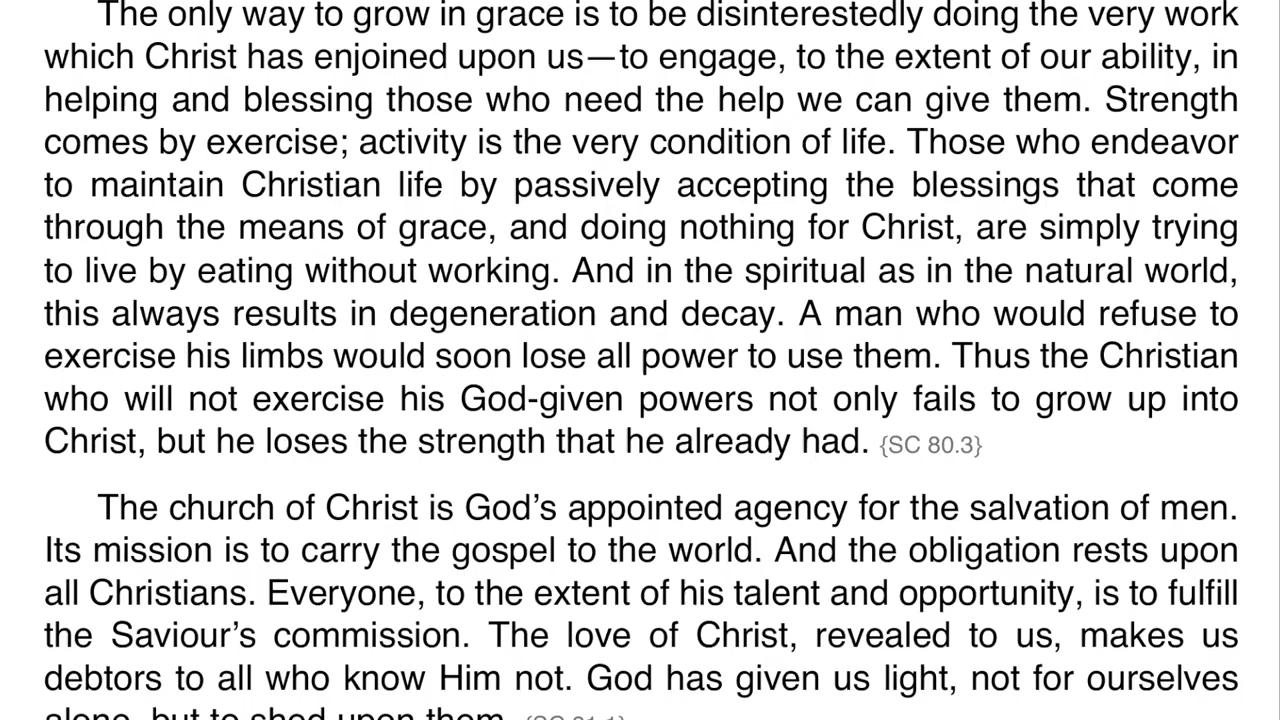 The only way to grow in grace is to be disinterestedly doing the very work
which Christ has enjoined upon us—to engage, to the extent of our ability, in
helping and blessing those who need the help we can give them. Strength
comes by exercise; activity is the very condition of life. Those who endeavor
to maintain Christian life by passively accepting the blessings that come
through the means of grace, and doing nothing for Christ, are simply trying
to live by eating without working. And in the spiritual as in the natural world,
this always results in degeneration and decay. A man who would refuse to
exercise his limbs would soon lose all power to use them. Thus the Christian
who will not exercise his God-given powers not only fails to grow up into
Christ, but he loses the strength that he already had. {SC 80.3}
The church of Christ is God’s appointed agency for the salvation of men.
Its mission is to carry the gospel to the world. And the obligation rests upon
all Christians. Everyone, to the extent of his talent and opportunity, is to fulfill
the Saviour’s commission. The love of Christ, revealed to us, makes us
debtors to all who know Him not. God has given us light, not for ourselves
alone, but to shed upon them. {SC 81.1}